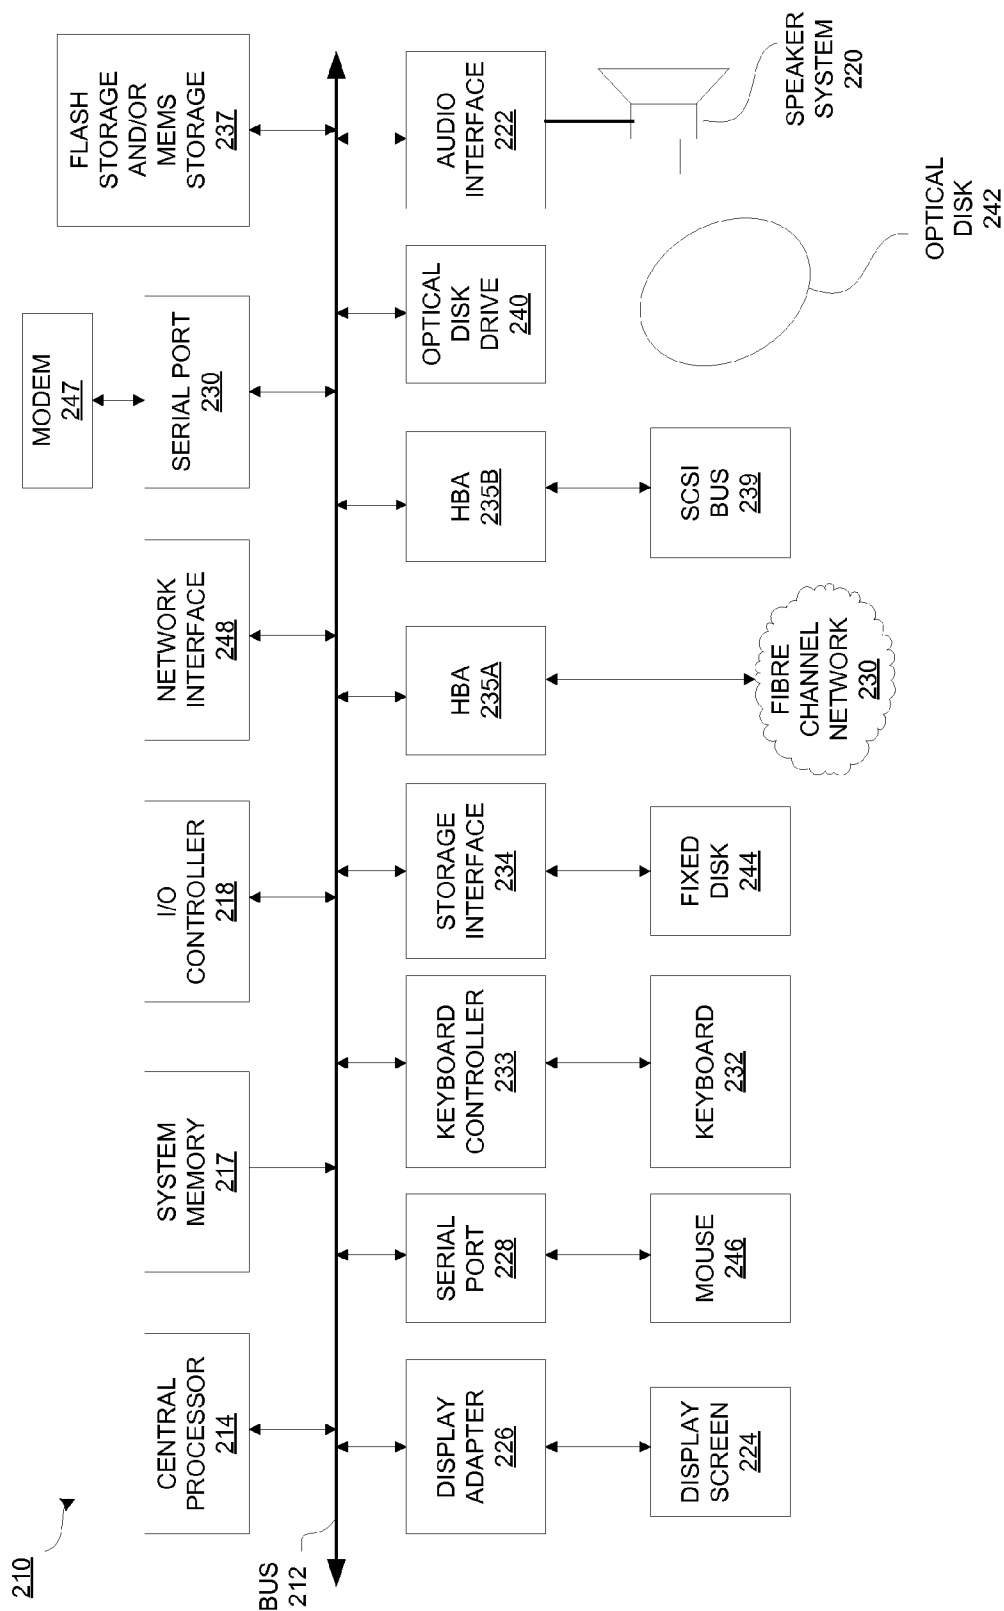 210
CENTRAL
PROCESSOR
214
SYSTEM
MEMORY
217
I/O
CONTROLLER
218
NETWORK
INTERFACE
248
MODEM
247
SERIAL PORT
230
FLASH
STORAGE
AND/OR
MEMS
STORAGE
237
BUS
212
DISPLAY
ADAPTER
226
SERIAL
PORT
228
KEYBOARD
CONTROLLER
233
STORAGE
INTERFACE
234
HBA
235A
HBA
235B
OPTICAL
DISK
DRIVE
240
AUDIO
INTERFACE
222
DISPLAY
SCREEN
224
MOUSE
246
KEYBOARD
232
FIXED
DISK
244
FIBRE
CHANNEL
NETWORK
230
SCSI
BUS
239
OPTICAL
DISK
242
SPEAKER
SYSTEM
220